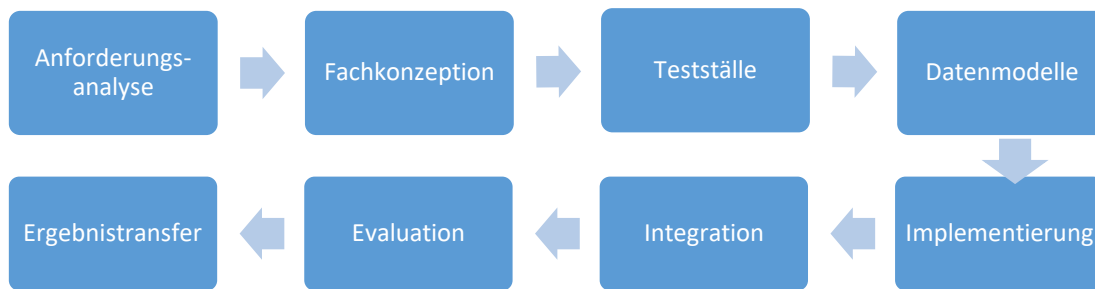 Anforderungs-
analyse
Fachkonzeption
Testställe
Datenmodelle
Implementierung
Integration
Evaluation
Ergebnistransfer